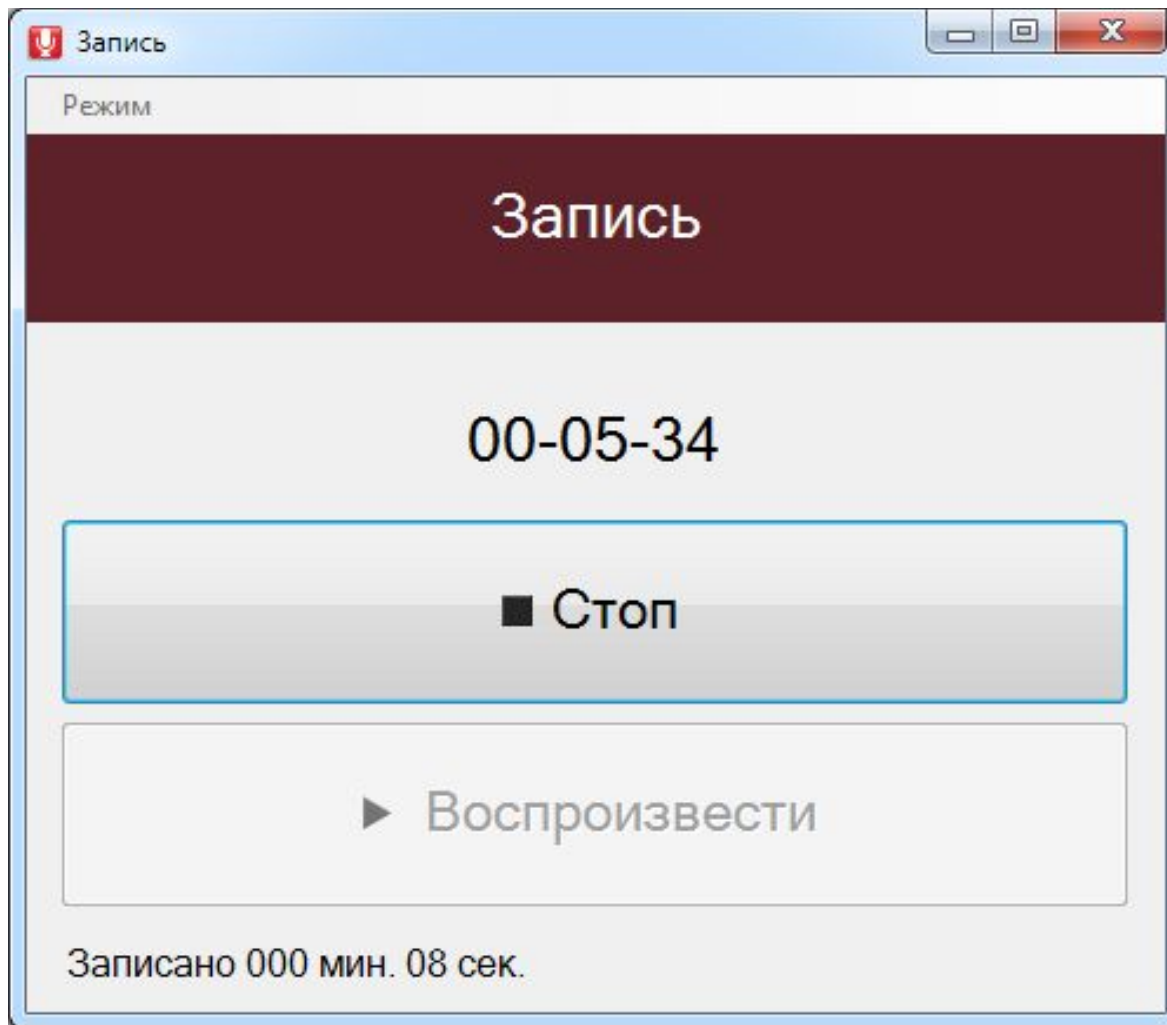 Запись
Режим
Запись
00-05-34
Стоп
Воспроизвести
Записано 000 мин. 08 сек.